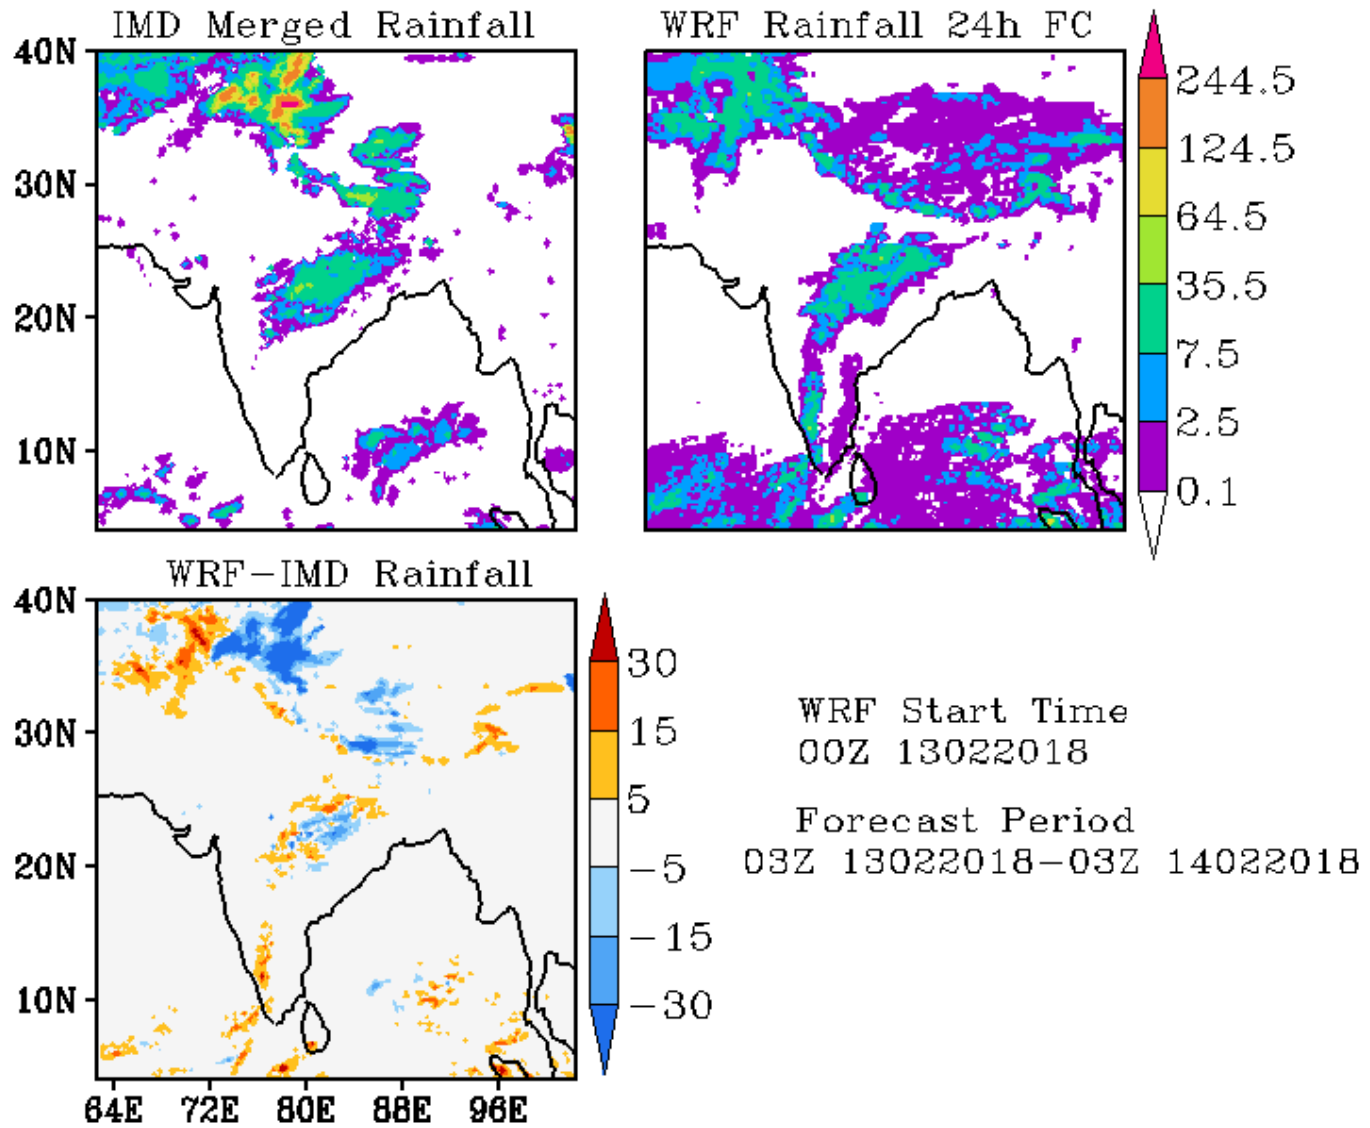 IMD Merged Rainfall
WRF Rainfall 24h FC
40N
30N
20N
10N
244.5
124.5
64.5
35.5
7.5
2.5
0.1
WRF-IMD Rainfall
40N
30N
20N
10N
64E 72E 80E 88E 96E
30
15
5
-5
-15
-30
WRF Start Time
00Z 13022018
Forecast Period
03Z 13022018-03Z 14022018